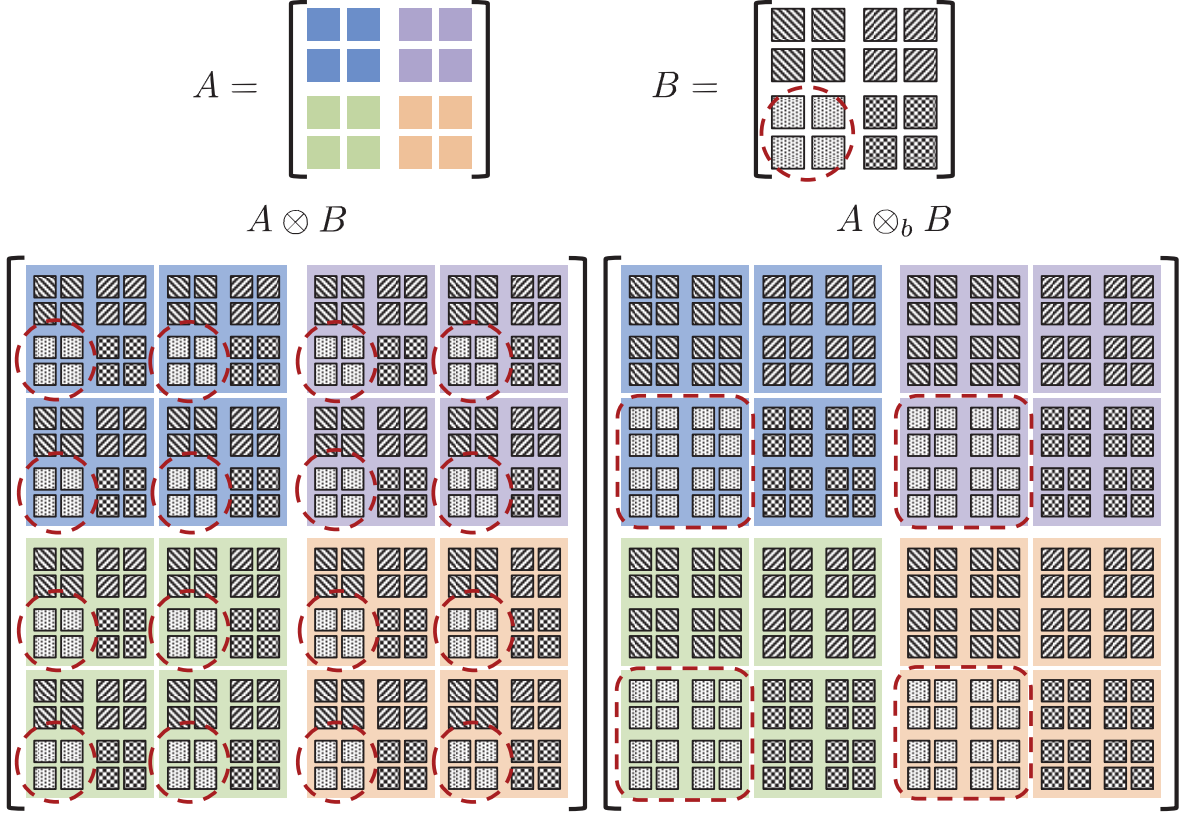 A =
B =
A ⊗ B
A ⊗_b B